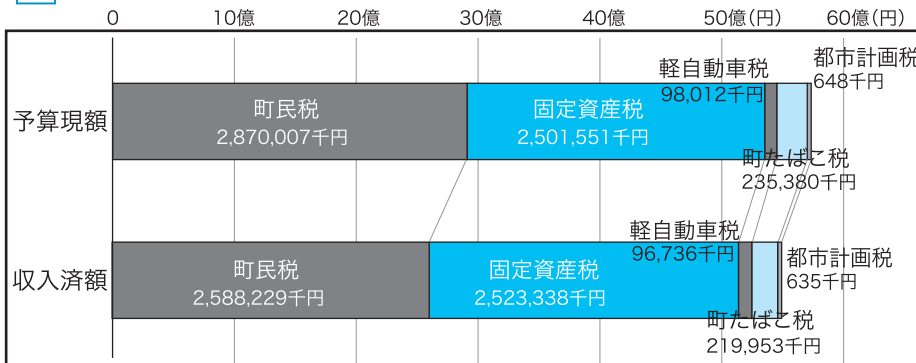 0 10億 20億 30億 40億 50億(円) 60億(円)
都市計画税
648千円
軽自動車税
98,012千円
予算現額
町民税
2,870,007千円
固定資産税
2,501,551千円
町たばこ税
235,380千円
軽自動車税
96,736千円
都市計画税
635千円
収入済額
町民税
2,588,229千円
固定資産税
2,523,338千円
町たばこ税
219,953千円